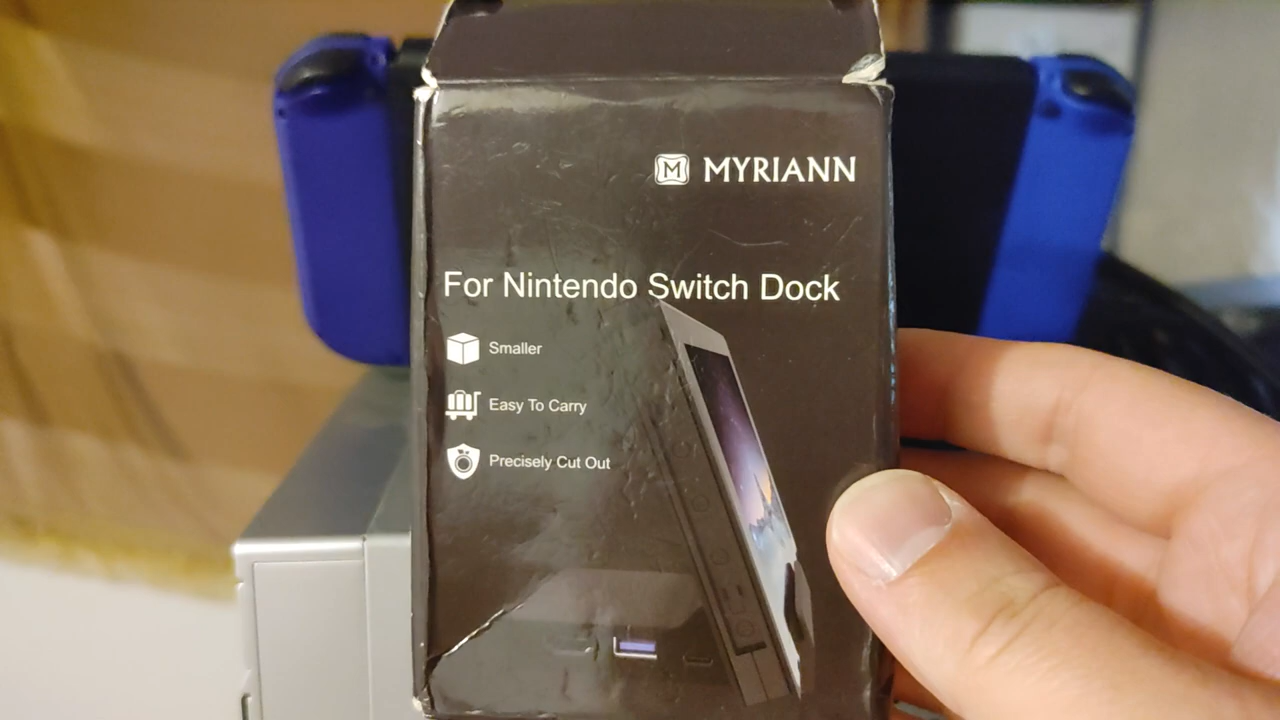 M MYRIANN
For Nintendo Switch Dock
Smaller
Easy To Carry
Precisely Cut Out